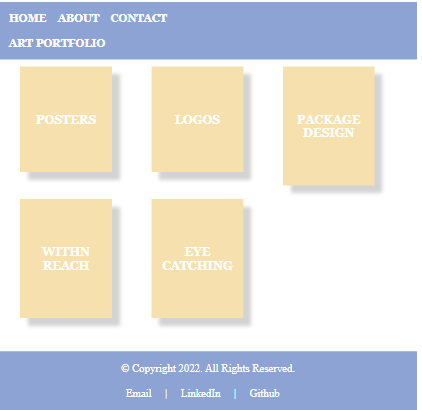 HOME ABOUT CONTACT
ART PORTFOLIO
POSTERS
LOGOS
PACKAGE
DESIGN
WITHN
REACH
EYE
CATCHING
© Copyright 2022. All Rights Reserved.
Email | LinkedIn | Github